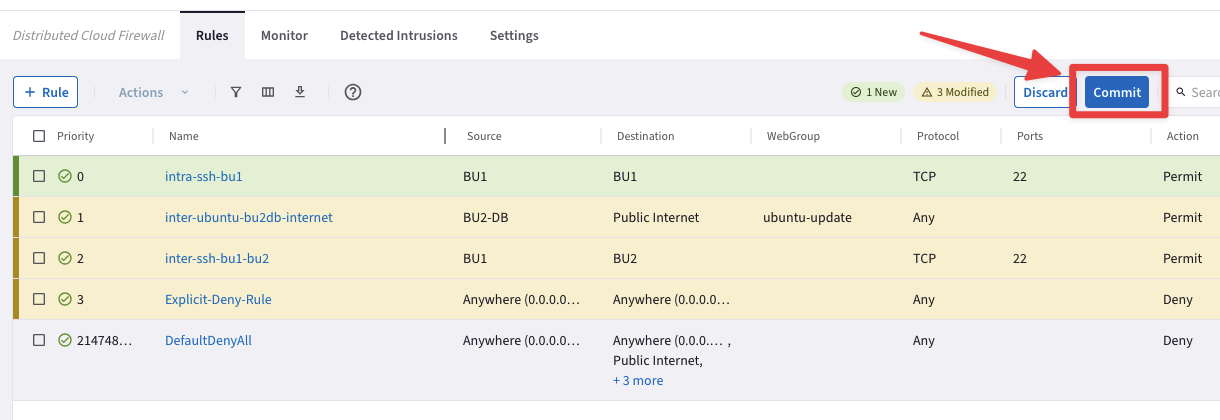 Distributed Cloud Firewall Rules Monitor Detected Intrusions Settings
+ Rule Actions 1 New 3 Modified Discard Commit Searc
Priority Name Source Destination WebGroup Protocol Ports Action
0 intra-ssh-bu1 BU1 BU1 TCP 22 Permit
1 inter-ubuntu-bu2db-internet BU2-DB Public Internet ubuntu-update Any Permit
2 inter-ssh-bu1-bu2 BU1 BU2 TCP 22 Permit
3 Explicit-Deny-Rule Anywhere (0.0.0.0… Anywhere (0.0.0.0… Any Deny
214748… DefaultDenyAll Anywhere (0.0.0.0… Anywhere (0.0.0.… , Any Deny
Public Internet,
+ 3 more